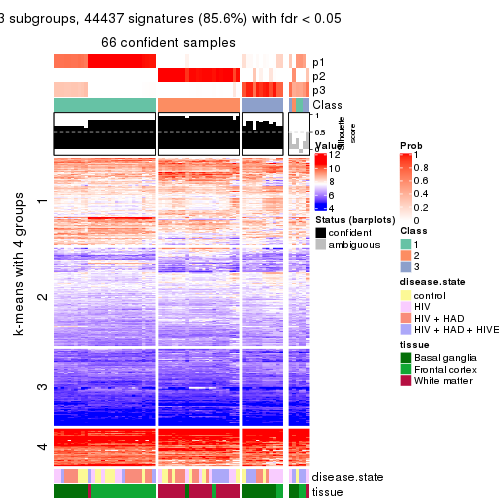 3 subgroups, 44437 signatures (85.6%) with fdr < 0.05
66 confident samples
p1
p2
p3
Class
1
0.5
0
Silhouette
score
k-means with 4 groups
1
2
3
4
disease.state
tissue
Value
12
10
8
6
4
Status (barplots)
confident
ambiguous
Prob
1
0.8
0.6
0.4
0.2
0
Class
1
2
3
disease.state
control
HIV
HIV + HAD
HIV + HAD + HIVE
tissue
Basal ganglia
Frontal cortex
White matter